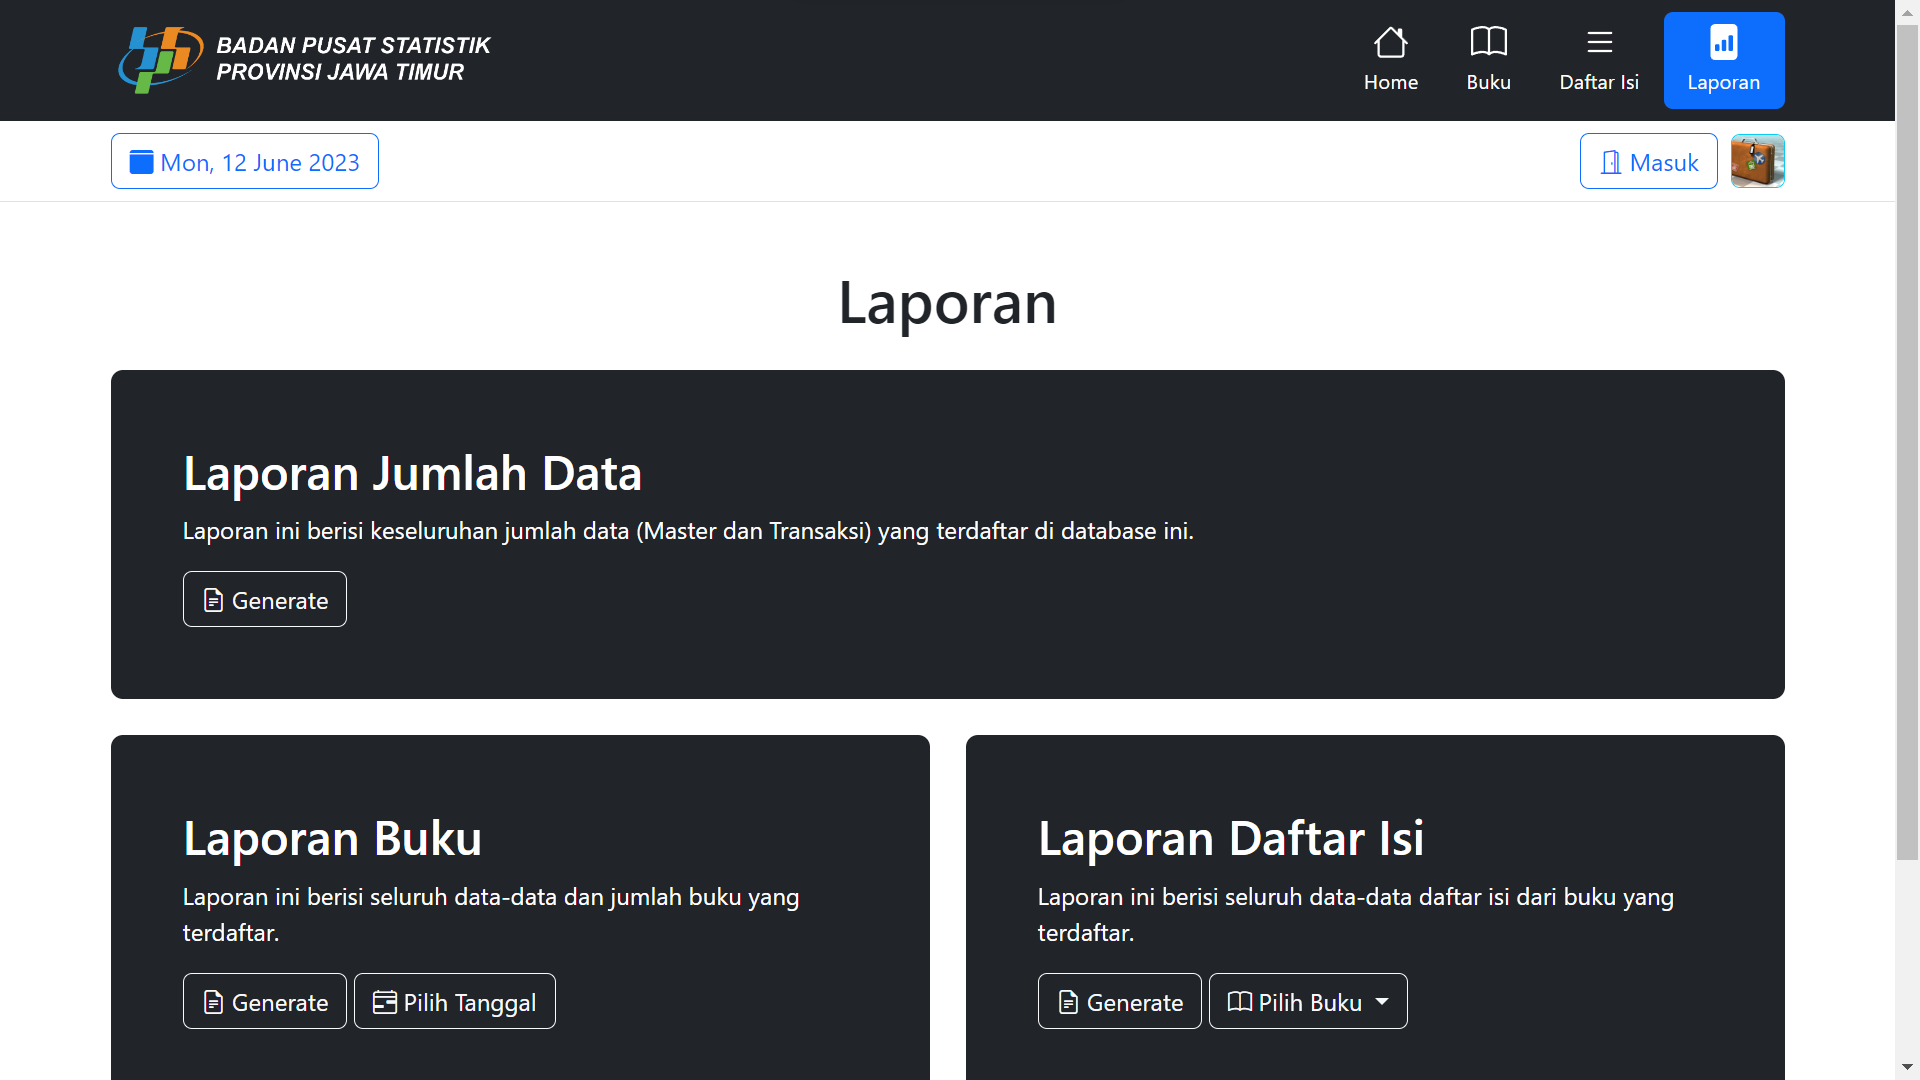 BADAN PUSAT STATISTIK
PROVINSI JAWA TIMUR
Home
Buku
Daftar Isi
Laporan
Mon, 12 June 2023
Masuk
Laporan
Laporan Jumlah Data
Laporan ini berisi keseluruhan jumlah data (Master dan Transaksi) yang terdaftar di database ini.
Generate
Laporan Buku
Laporan ini berisi seluruh data-data dan jumlah buku yang
terdaftar.
Generate
Pilih Tanggal
Laporan Daftar Isi
Laporan ini berisi seluruh data-data daftar isi dari buku yang
terdaftar.
Generate
Pilih Buku